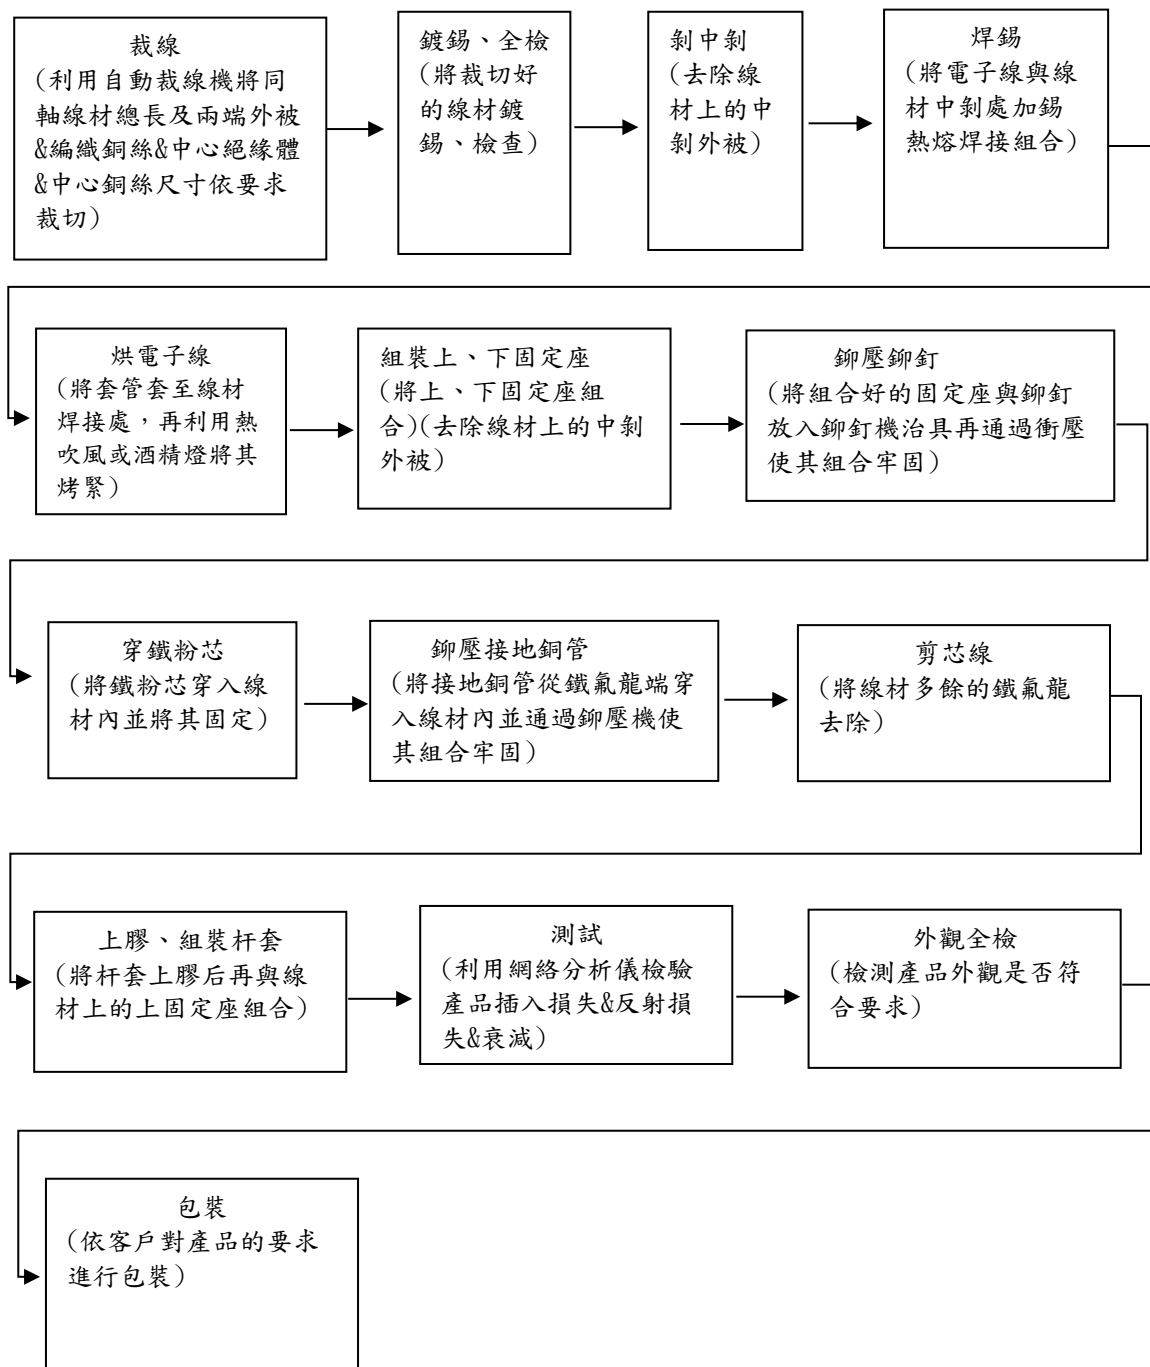 裁線
(利用自動裁線機將同
軸線材總長及兩端外被
&編織銅絲&中心絕緣體
&中心銅絲尺寸依要求
裁切)
鍍錫、全檢
(將裁切好
的線材鍍
錫、檢查)
剝中剝
(去除線
材上的中
剝外被)
焊錫
(將電子線與線
材中剝處加錫
熱熔焊接組合)
烘電子線
(將套管套至線材
焊接處,再利用熱
吹風或酒精燈將其
烤緊)
組裝上、下固定座
(將上、下固定座組
合)(去除線材上的中剝
外被)
鉚壓鉚釘
(將組合好的固定座與鉚釘
放入鉚釘機治具再通過衝壓
使其組合牢固)
穿鐵粉芯
(將鐵粉芯穿入線
材內並將其固定)
鉚壓接地銅管
(將接地銅管從鐵氟龍端穿
入線材內並通過鉚壓機使
其組合牢固)
剪芯線
(將線材多餘的鐵氟龍
去除)
上膠、組裝杆套
(將杆套上膠后再與線
材上的上固定座組合)
測試
(利用網絡分析儀檢驗
產品插入損失&反射損
失&衰减)
外觀全檢
(檢測產品外觀是否符
合要求)
包裝
(依客戶對產品的要求
進行包裝)